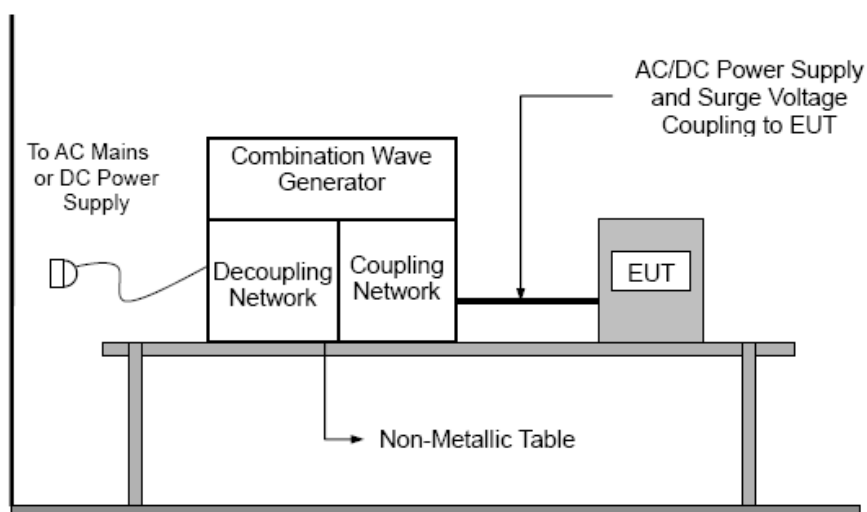 AC/DC Power Supply
and Surge Voltage
Coupling to EUT
To AC Mains
or DC Power
Supply
Combination Wave
Generator
Decoupling
Network
Coupling
Network
EUT
Non-Metallic Table